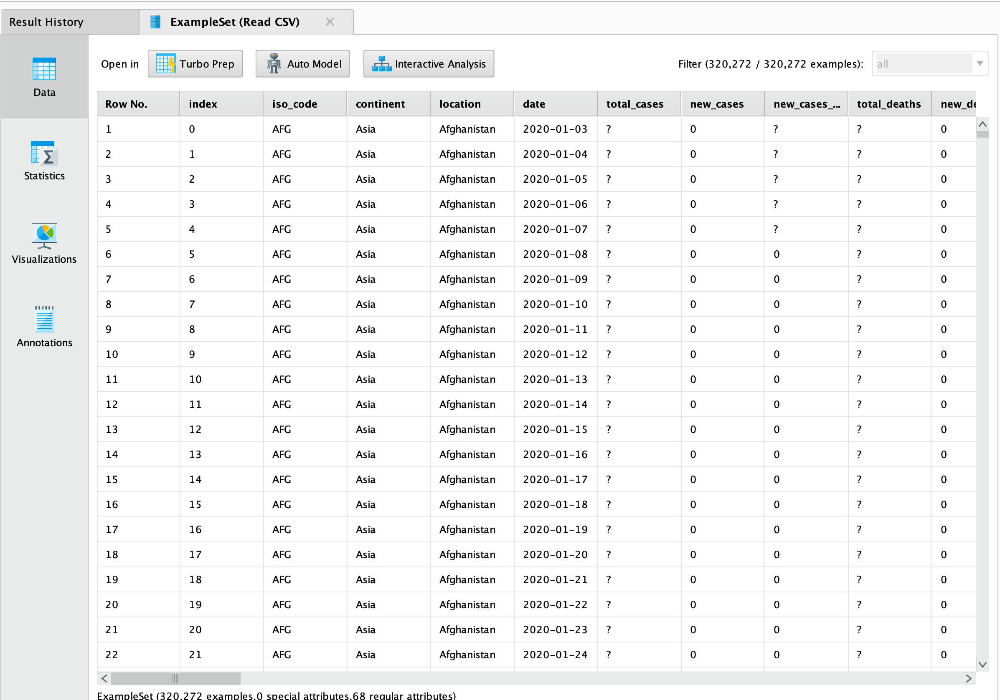 Result History ExampleSet (Read CSV)
Open in Turbo Prep Auto Model Interactive Analysis Filter (320,272 / 320,272 examples): all
Data
Statistics
Visualizations
Annotations
Row No. index iso_code continent location date total_cases new_cases new_cases_... total_deaths new_de
1 0 AFG Asia Afghanistan 2020-01-03 ? 0 ? ? 0
2 1 AFG Asia Afghanistan 2020-01-04 ? 0 ? ? 0
3 2 AFG Asia Afghanistan 2020-01-05 ? 0 ? ? 0
4 3 AFG Asia Afghanistan 2020-01-06 ? 0 ? ? 0
5 4 AFG Asia Afghanistan 2020-01-07 ? 0 ? ? 0
6 5 AFG Asia Afghanistan 2020-01-08 ? 0 0 ? 0
7 6 AFG Asia Afghanistan 2020-01-09 ? 0 0 ? 0
8 7 AFG Asia Afghanistan 2020-01-10 ? 0 0 ? 0
9 8 AFG Asia Afghanistan 2020-01-11 ? 0 0 ? 0
10 9 AFG Asia Afghanistan 2020-01-12 ? 0 0 ? 0
11 10 AFG Asia Afghanistan 2020-01-13 ? 0 0 ? 0
12 11 AFG Asia Afghanistan 2020-01-14 ? 0 0 ? 0
13 12 AFG Asia Afghanistan 2020-01-15 ? 0 0 ? 0
14 13 AFG Asia Afghanistan 2020-01-16 ? 0 0 ? 0
15 14 AFG Asia Afghanistan 2020-01-17 ? 0 0 ? 0
16 15 AFG Asia Afghanistan 2020-01-18 ? 0 0 ? 0
17 16 AFG Asia Afghanistan 2020-01-19 ? 0 0 ? 0
18 17 AFG Asia Afghanistan 2020-01-20 ? 0 0 ? 0
19 18 AFG Asia Afghanistan 2020-01-21 ? 0 0 ? 0
20 19 AFG Asia Afghanistan 2020-01-22 ? 0 0 ? 0
21 20 AFG Asia Afghanistan 2020-01-23 ? 0 0 ? 0
22 21 AFG Asia Afghanistan 2020-01-24 ? 0 0 ? 0
ExampleSet (320,272 examples,0 special attributes,68 regular attributes)